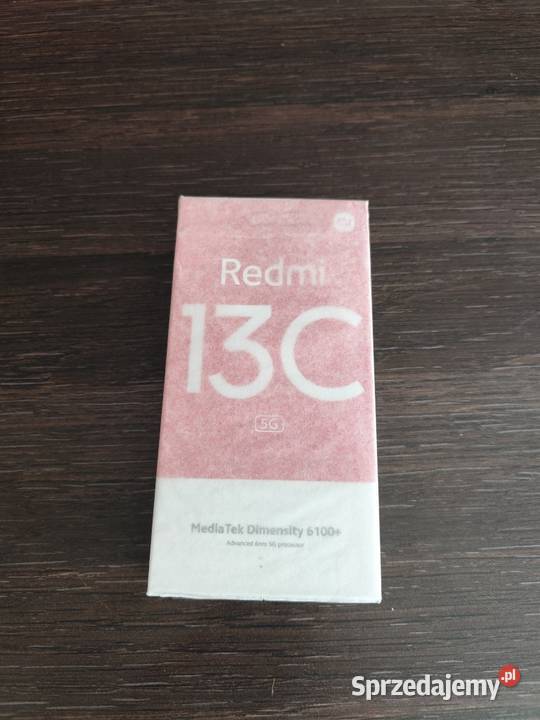 Redmi
13C
5G
MediaTek Dimensity 6100+
Advanced 6nm 5G processor
Sprzedajemy.pl